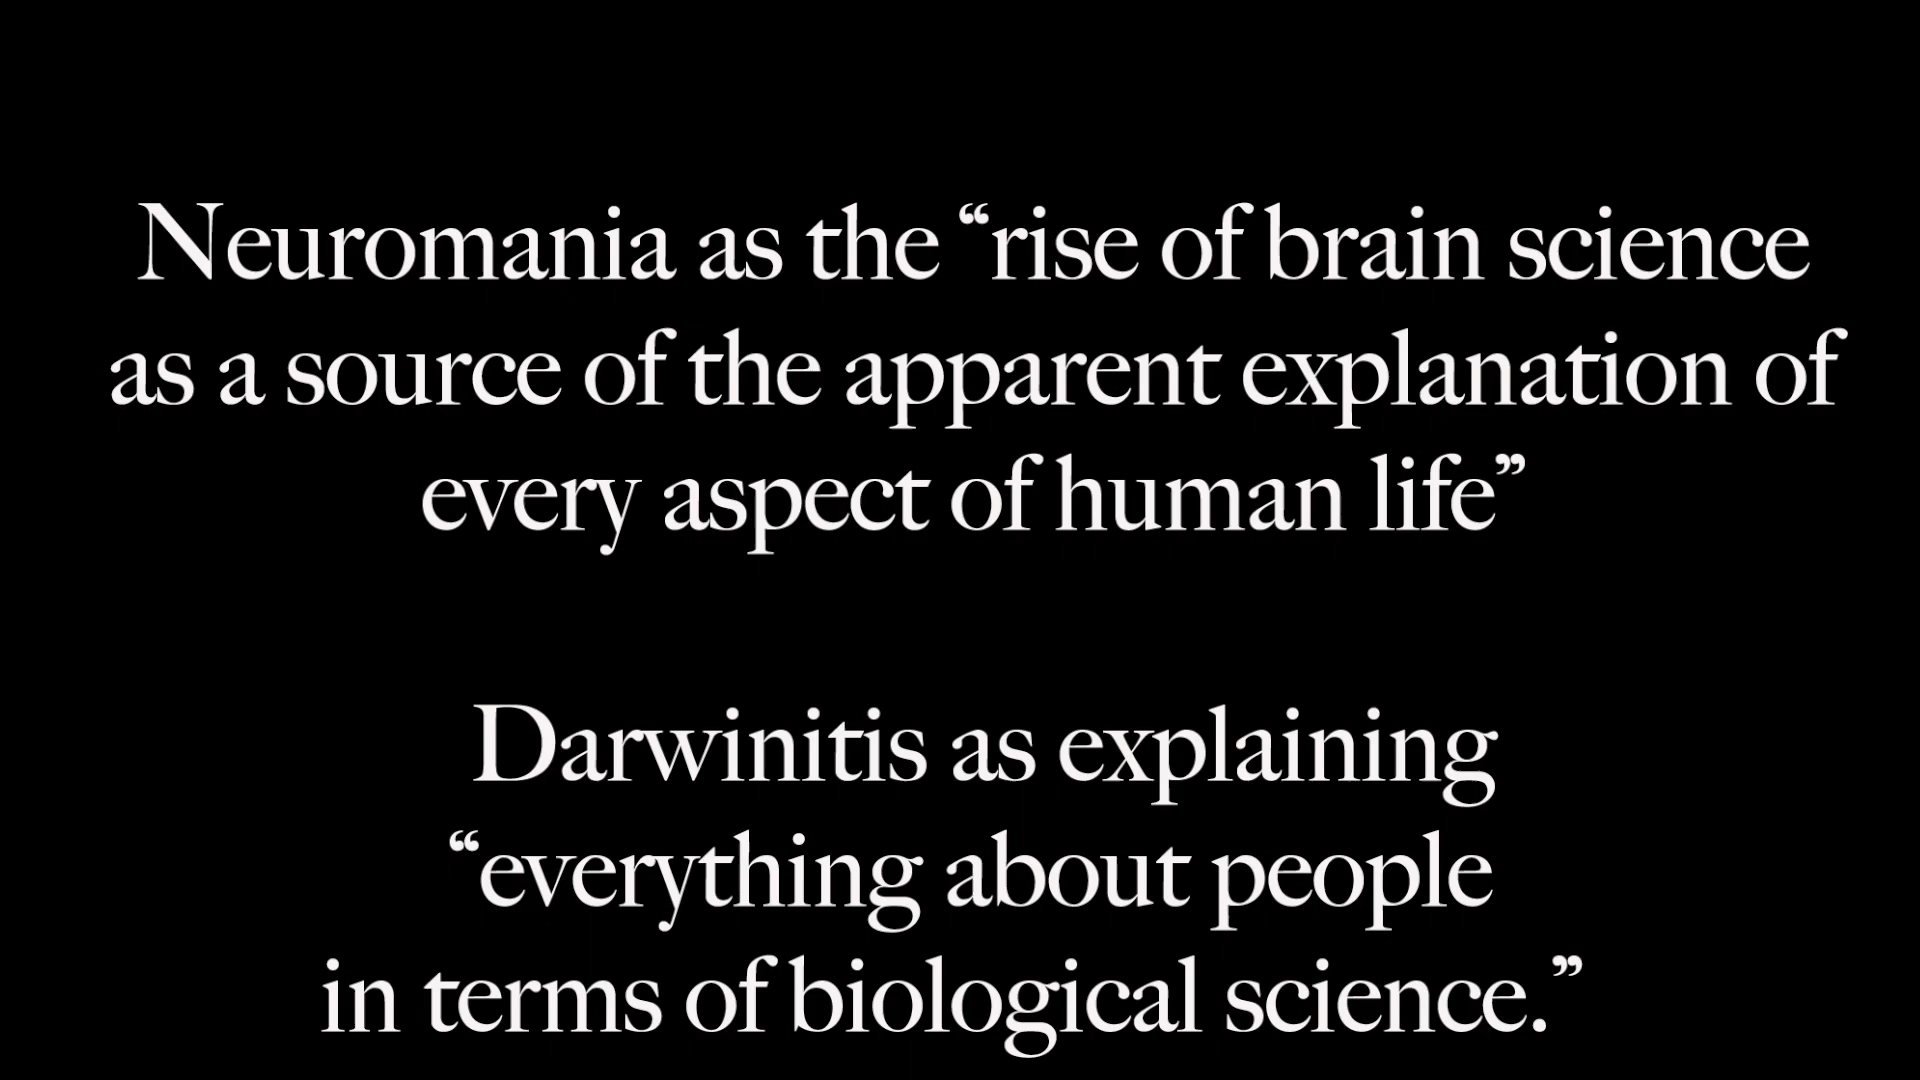 Neuromania as the “rise of brain science
as a source of the apparent explanation of
every aspect of human life”
Darwinitis as explaining
“everything about people
in terms of biological science.”